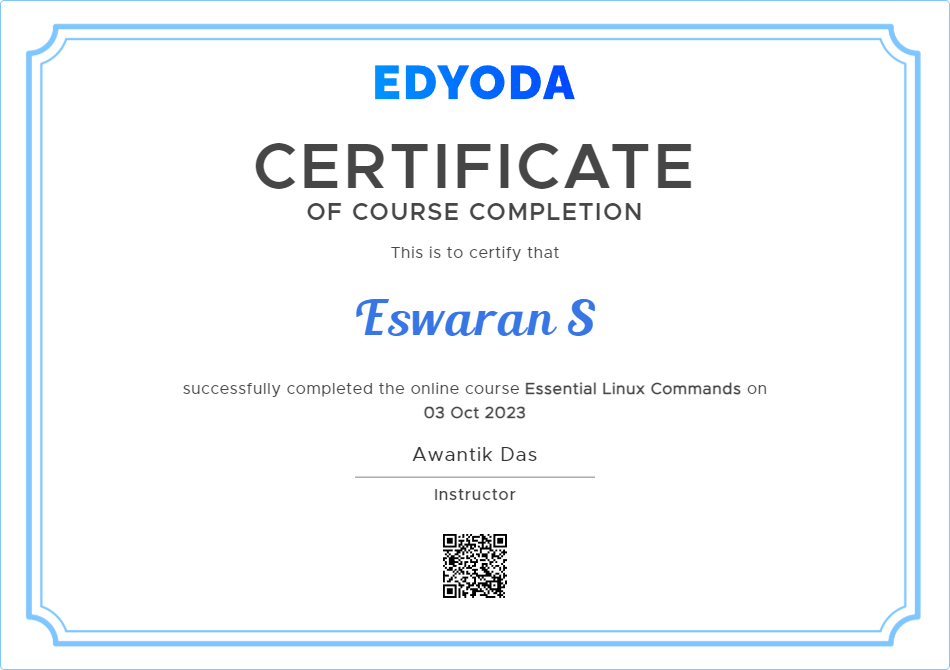 EDYODA
CERTIFICATE
OF COURSE COMPLETION
This is to certify that
Eswaran S
successfully completed the online course Essential Linux Commands on
03 Oct 2023
Awantik Das
Instructor